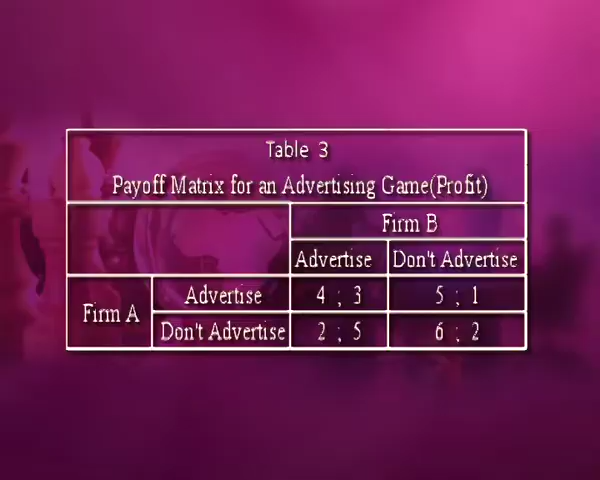 Table 3
Payoff Matrix for an Advertising Game(Profit)
Firm B
Advertise Don't Advertise
Firm A
Advertise 4 ; 3 5 ; 1
Don't Advertise 2 ; 5 6 ; 2